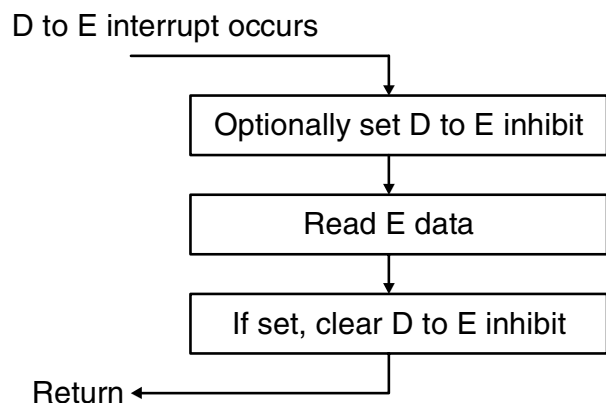 D to E interrupt occurs
Optionally set D to E inhibit
Read E data
If set, clear D to E inhibit
Return